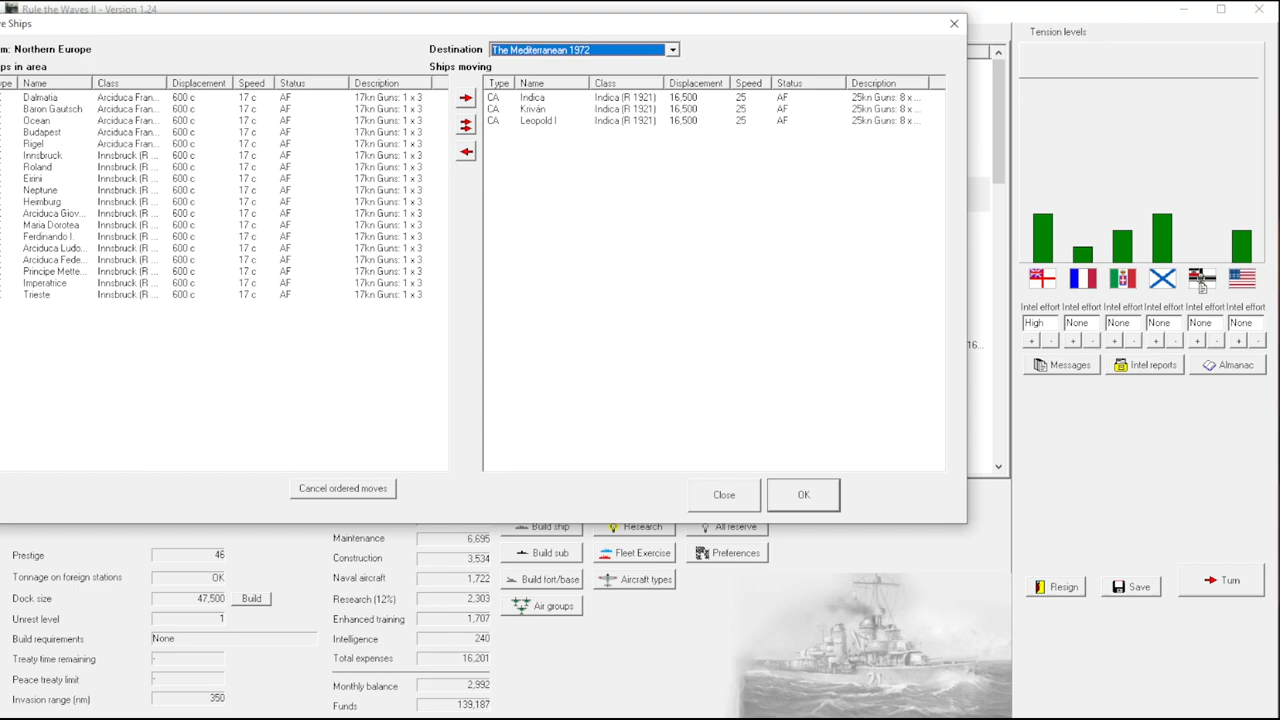 Rule the Waves II - Version 1.24
e Ships
m: Northern Europe
Destination The Mediterranean 1972
ps in area
Ships moving
ype Name Class Displacement Speed Status Description
Dalmatia Arciduca Fran... 600 c 17 c AF 17kn Guns: 1 x 3
Baron Gautsch Arciduca Fran... 600 c 17 c AF 17kn Guns: 1 x 3
Ocean Arciduca Fran... 600 c 17 c AF 17kn Guns: 1 x 3
Budapest Arciduca Fran... 600 c 17 c AF 17kn Guns: 1 x 3
Rigel Arciduca Fran... 600 c 17 c AF 17kn Guns: 1 x 3
Innsbruck Innsbruck (R ... 600 c 17 c AF 17kn Guns: 1 x 3
Roland Innsbruck (R ... 600 c 17 c AF 17kn Guns: 1 x 3
Eirini Innsbruck (R ... 600 c 17 c AF 17kn Guns: 1 x 3
Neptune Innsbruck (R ... 600 c 17 c AF 17kn Guns: 1 x 3
Heimburg Innsbruck (R ... 600 c 17 c AF 17kn Guns: 1 x 3
Arciduca Giov... Innsbruck (R ... 600 c 17 c AF 17kn Guns: 1 x 3
Maria Dorotea Innsbruck (R ... 600 c 17 c AF 17kn Guns: 1 x 3
Ferdinando I. Innsbruck (R ... 600 c 17 c AF 17kn Guns: 1 x 3
Arciduca Ludo... Innsbruck (R ... 600 c 17 c AF 17kn Guns: 1 x 3
Arciduca Fede... Innsbruck (R ... 600 c 17 c AF 17kn Guns: 1 x 3
Principe Mette... Innsbruck (R ... 600 c 17 c AF 17kn Guns: 1 x 3
Imperatrice Innsbruck (R ... 600 c 17 c AF 17kn Guns: 1 x 3
Trieste Innsbruck (R ... 600 c 17 c AF 17kn Guns: 1 x 3
Type Name Class Displacement Speed Status Description
CA Indica Indica (R 1921) 16,500 25 AF 25kn Guns: 8 x ...
CA Kriván Indica (R 1921) 16,500 25 AF 25kn Guns: 8 x ...
CA Leopold I Indica (R 1921) 16,500 25 AF 25kn Guns: 8 x ...
Cancel ordered moves
Close OK
16...
Tension levels
Intel effort Intel effort Intel effort Intel effort Intel effort Intel effort
High None None None None None
+ - + - + - + - + - + -
Messages Intel reports Almanac
Prestige 46
Tonnage on foreign stations OK
Dock size 47,500 Build
Unrest level 1
Build requirements None
Treaty time remaining -
Peace treaty limit -
Invasion range (nm) 350
Maintenance 6,695
Construction 3,534
Naval aircraft 1,722
Research (12%) 2,303
Enhanced training 1,707
Intelligence 240
Total expenses 16,201
Monthly balance 2,992
Funds 139,187
Build ship Research All reserve
Build sub Fleet Exercise Preferences
Build fort/base Aircraft types
Air groups
Resign Save Turn